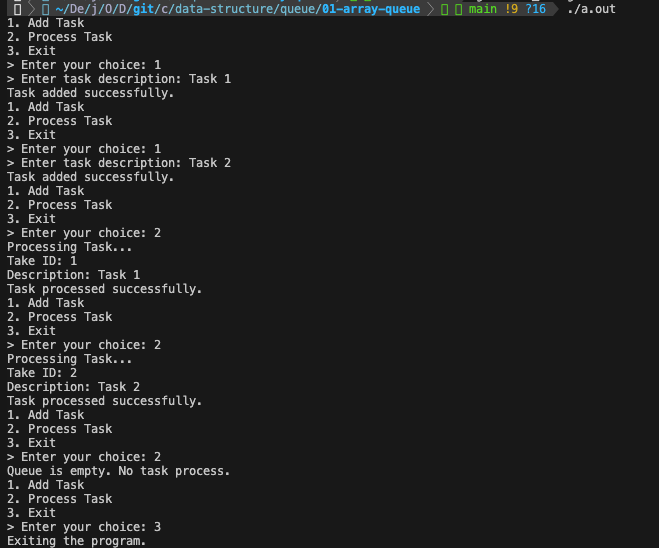 ~/De/j/O/D/git/c/data-structure/queue/01-array-queue main !9 ?16 ./a.out
1. Add Task
2. Process Task
3. Exit
> Enter your choice: 1
> Enter task description: Task 1
Task added successfully.
1. Add Task
2. Process Task
3. Exit
> Enter your choice: 1
> Enter task description: Task 2
Task added successfully.
1. Add Task
2. Process Task
3. Exit
> Enter your choice: 2
Processing Task...
Take ID: 1
Description: Task 1
Task processed successfully.
1. Add Task
2. Process Task
3. Exit
> Enter your choice: 2
Processing Task...
Take ID: 2
Description: Task 2
Task processed successfully.
1. Add Task
2. Process Task
3. Exit
> Enter your choice: 2
Queue is empty. No task process.
1. Add Task
2. Process Task
3. Exit
> Enter your choice: 3
Exiting the program.